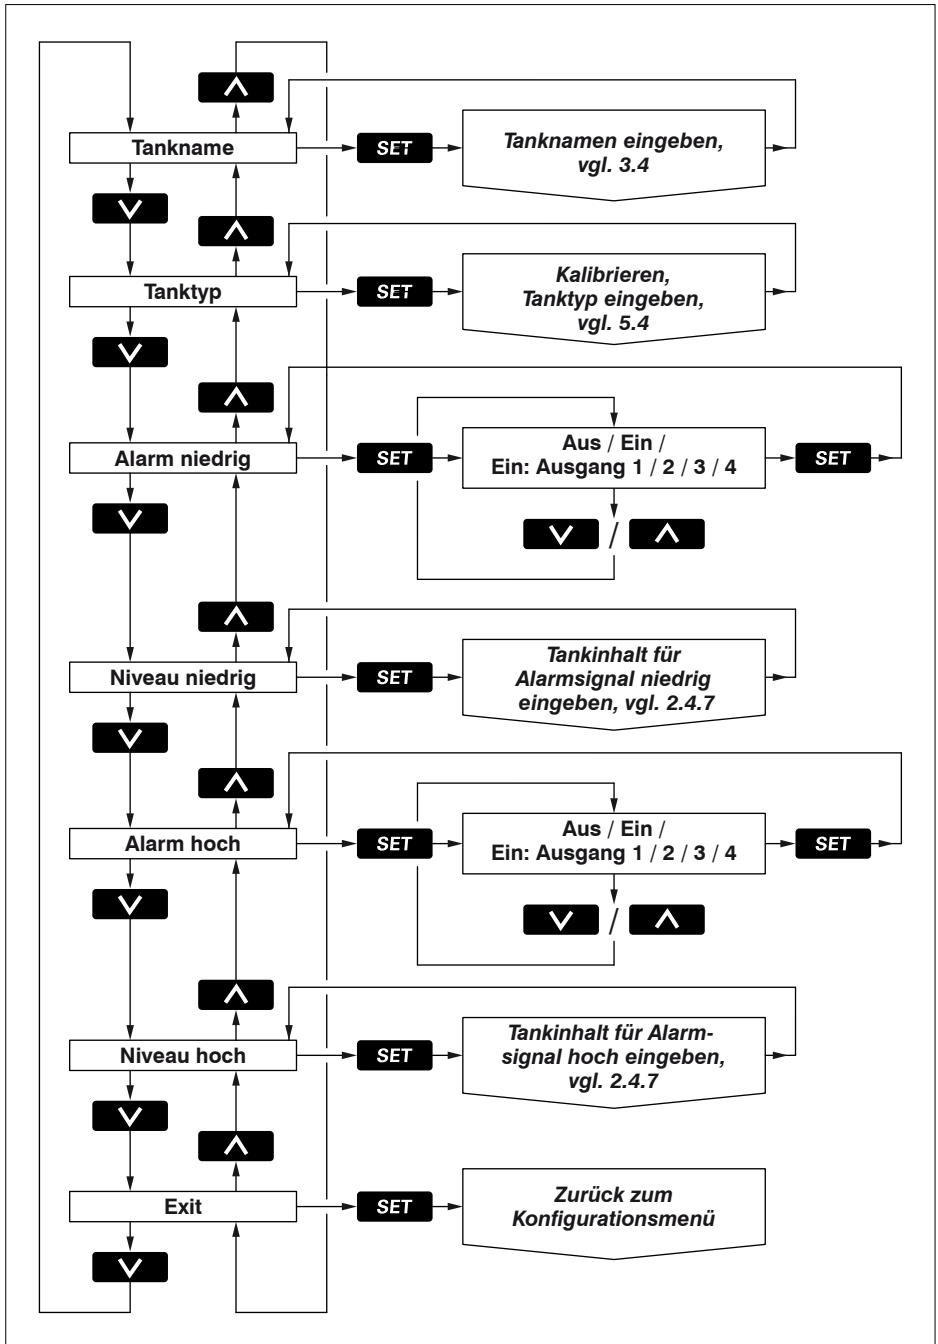 Tankname
SET
Tanknamen eingeben,
vgl. 3.4
Tanktyp
SET
Kalibrieren,
Tanktyp eingeben,
vgl. 5.4
Alarm niedrig
SET
Aus / Ein /
Ein: Ausgang 1 / 2 / 3 / 4
SET
/
Niveau niedrig
SET
Tankinhalt für
Alarmsignal niedrig
eingeben, vgl. 2.4.7
Alarm hoch
SET
Aus / Ein /
Ein: Ausgang 1 / 2 / 3 / 4
SET
/
Niveau hoch
SET
Tankinhalt für Alarm-
signal hoch eingeben,
vgl. 2.4.7
Exit
SET
Zurück zum
Konfigurationsmenü